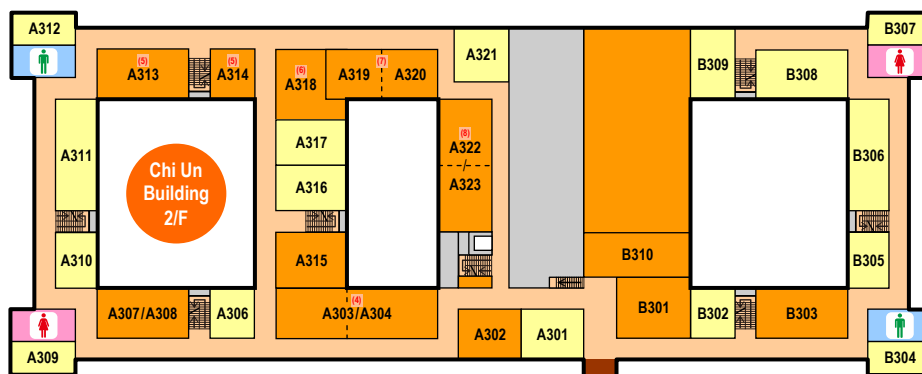 A312
B307
(5)
A313
(5)
A314
(6)
A318
A319
(7)
A320
A321
B309
B308
A311
A317
(8)
A322
A323
B306
Chi Un
Building
2/F
A316
A310
A315
B310
B305
A307/A308
A306
(4)
A303/A304
A302
A301
B301
B302
B303
A309
B304